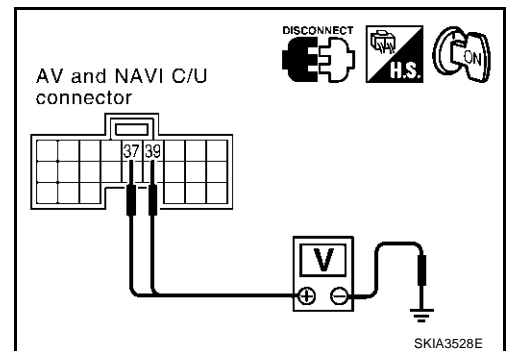 DISCONNECT
H.S.
ON
AV and NAVI C/U
connector
37 39
V
SKIA3528E